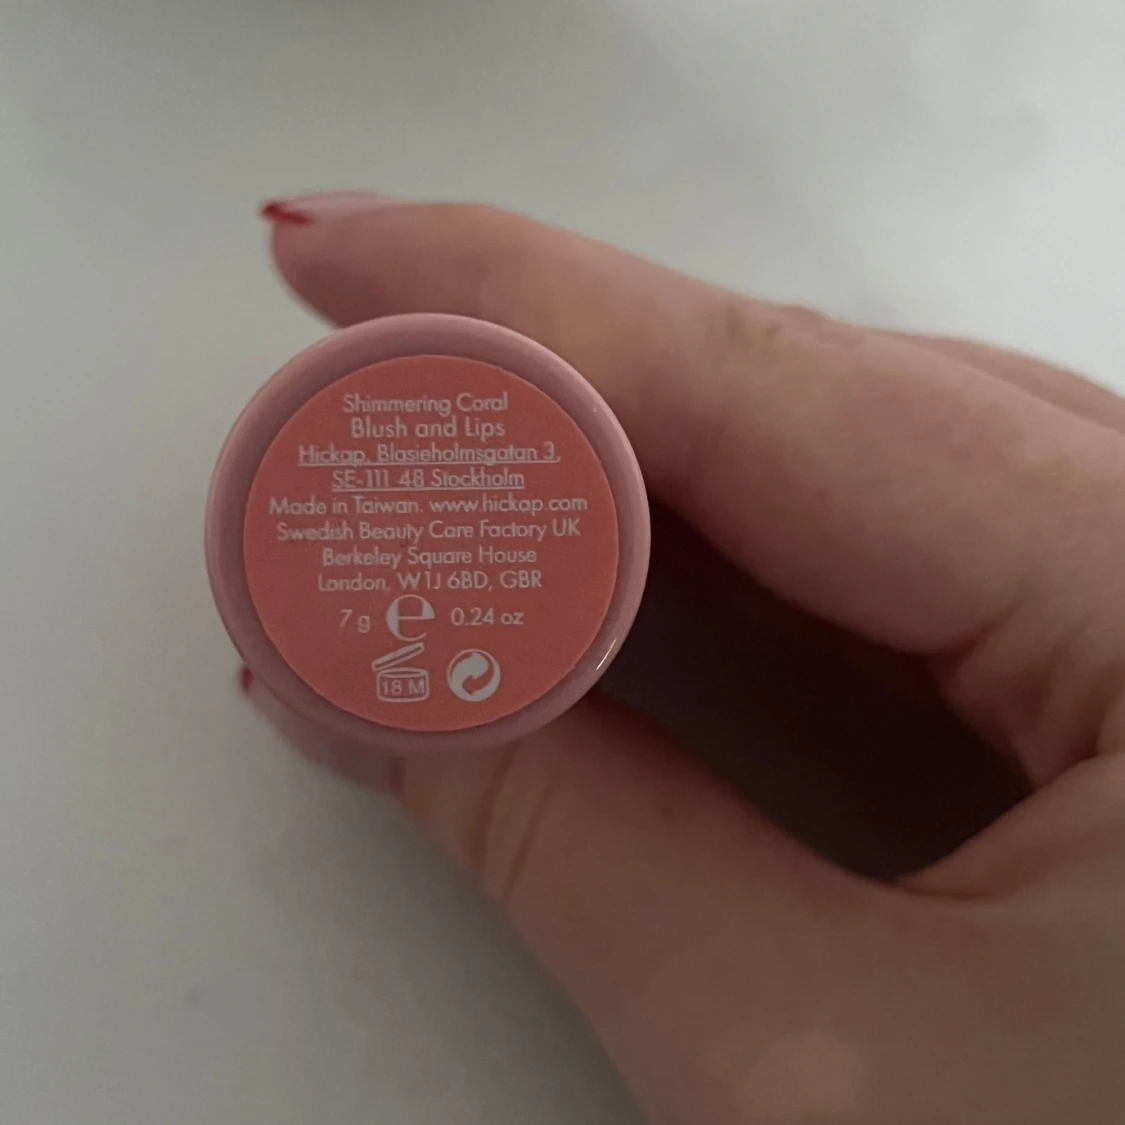 Shimmering Coral
Blush and Lips
Hickap, Blasieholmsgatan 3,
SE-111 48 Stockholm
Made in Taiwan. www.hickap.com
Swedish Beauty Care Factory UK
Berkeley Square House
London, W1J 6BD, GBR
7 g e 0.24 oz
18 M